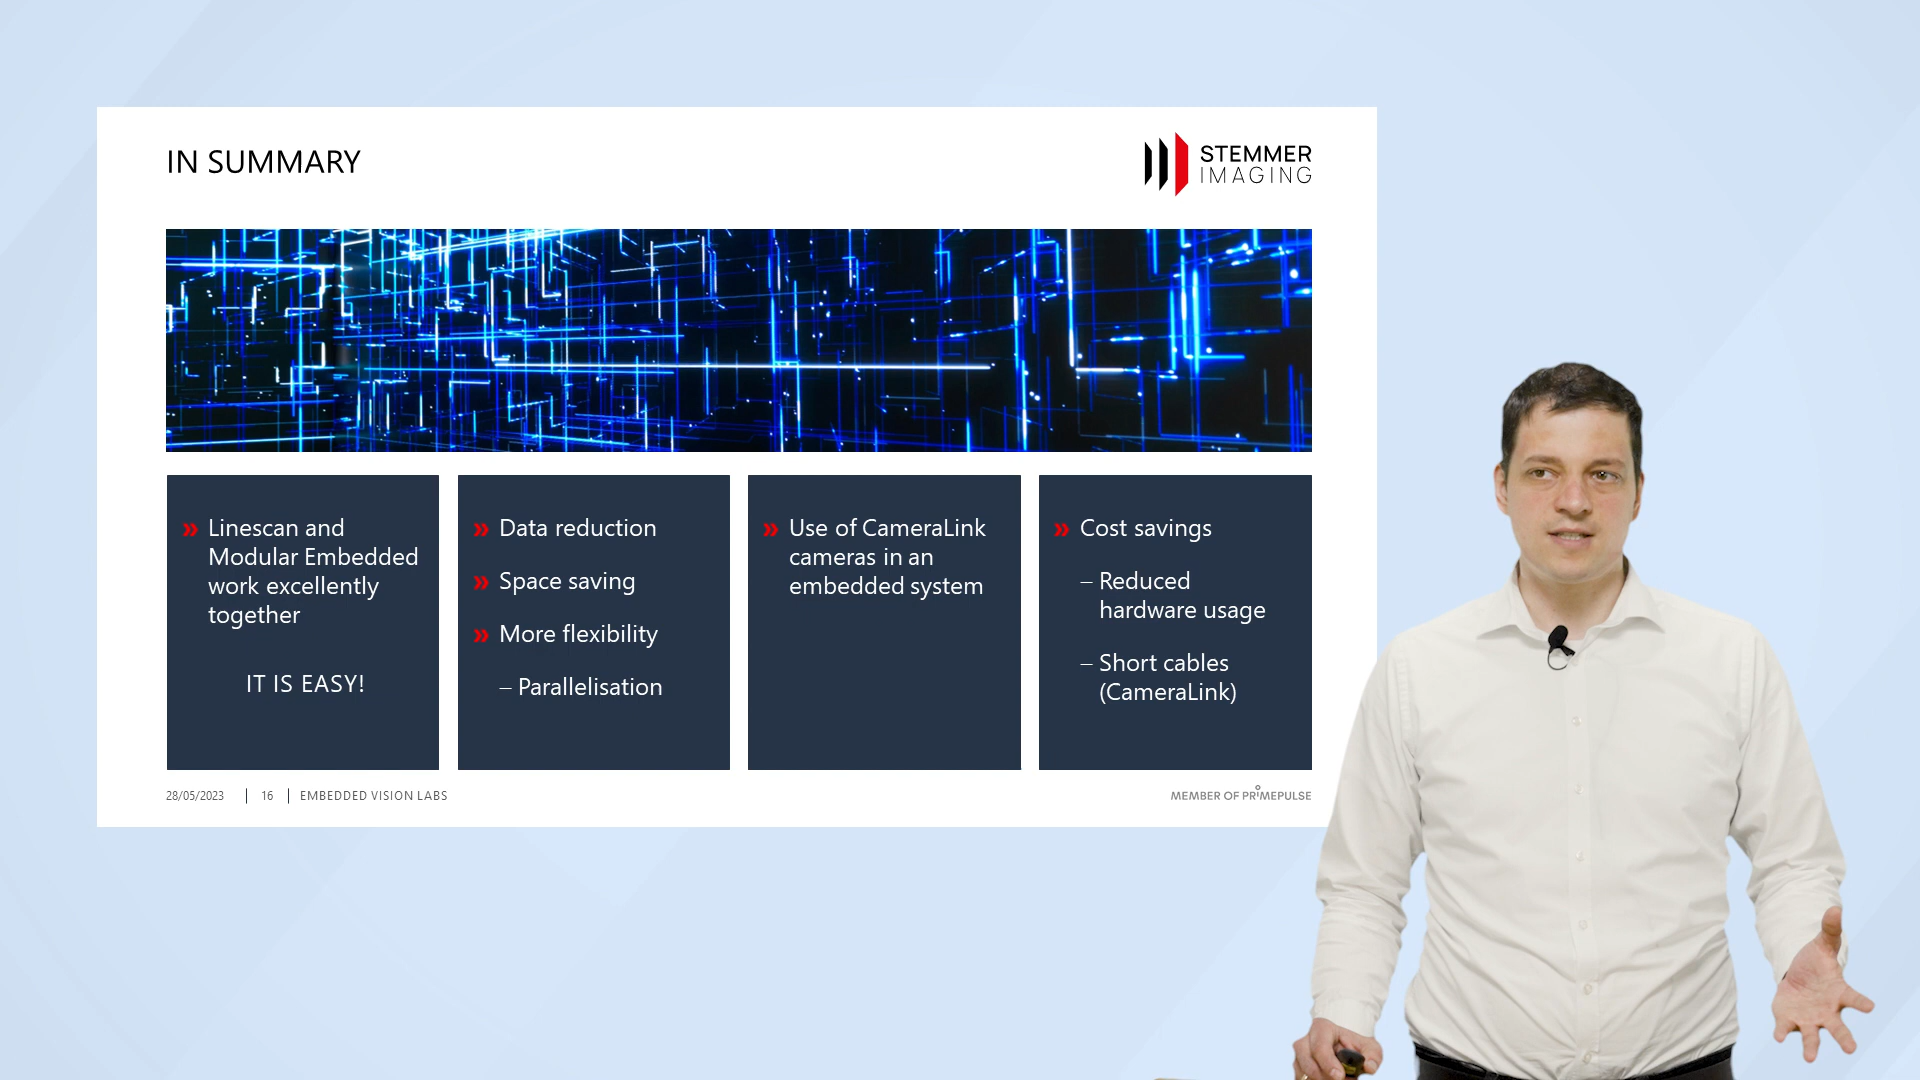 IN SUMMARY
STEMMER
IMAGING
» Linescan and
Modular Embedded
work excellently
together
IT IS EASY!
» Data reduction
» Space saving
» More flexibility
– Parallelisation
» Use of CameraLink
cameras in an
embedded system
» Cost savings
– Reduced
hardware usage
– Short cables
(CameraLink)
28/05/2023 | 16 | EMBEDDED VISION LABS
MEMBER OF PRIMEPULSE